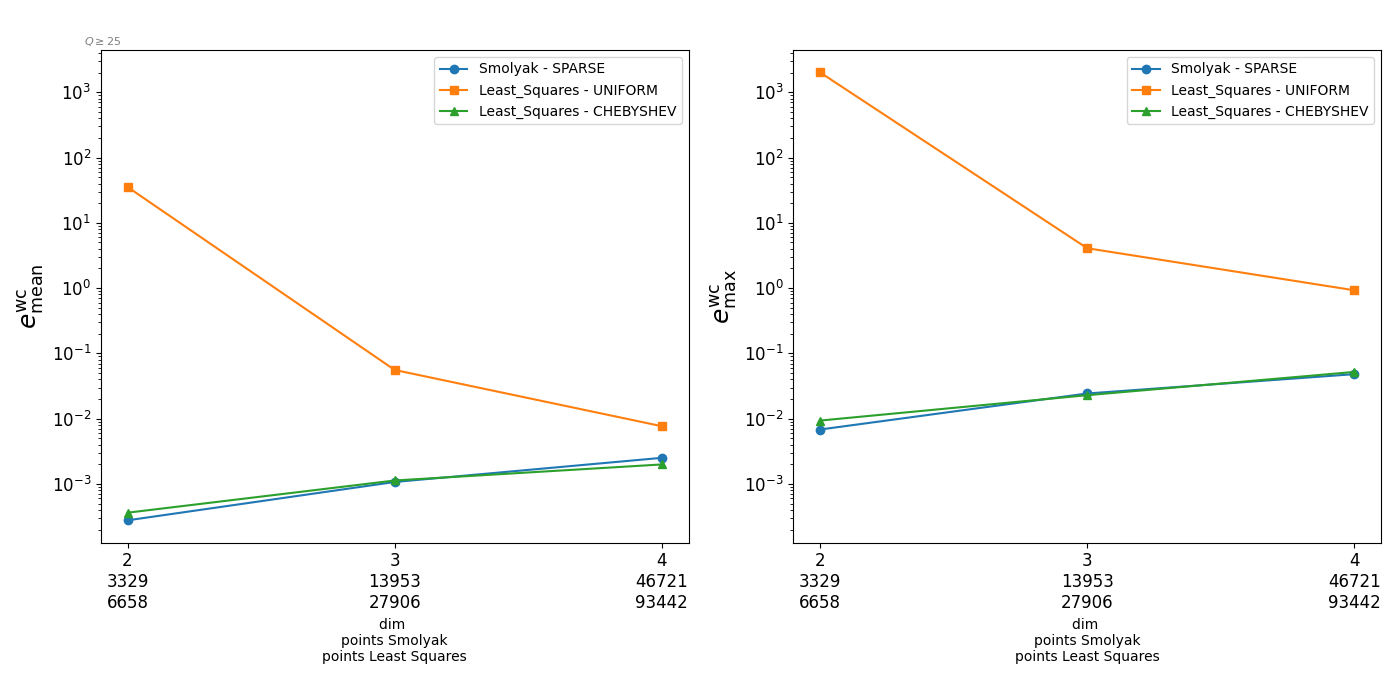 Q ≥ 25
Smolyak - SPARSE
Least_Squares - UNIFORM
Least_Squares - CHEBYSHEV
10³
10²
10¹
10⁰
10⁻¹
10⁻²
10⁻³
e^wc_mean
2 3 4
3329 13953 46721
6658 27906 93442
dim
points Smolyak
points Least Squares
Smolyak - SPARSE
Least_Squares - UNIFORM
Least_Squares - CHEBYSHEV
10³
10²
10¹
10⁰
10⁻¹
10⁻²
10⁻³
e^wc_max
2 3 4
3329 13953 46721
6658 27906 93442
dim
points Smolyak
points Least Squares